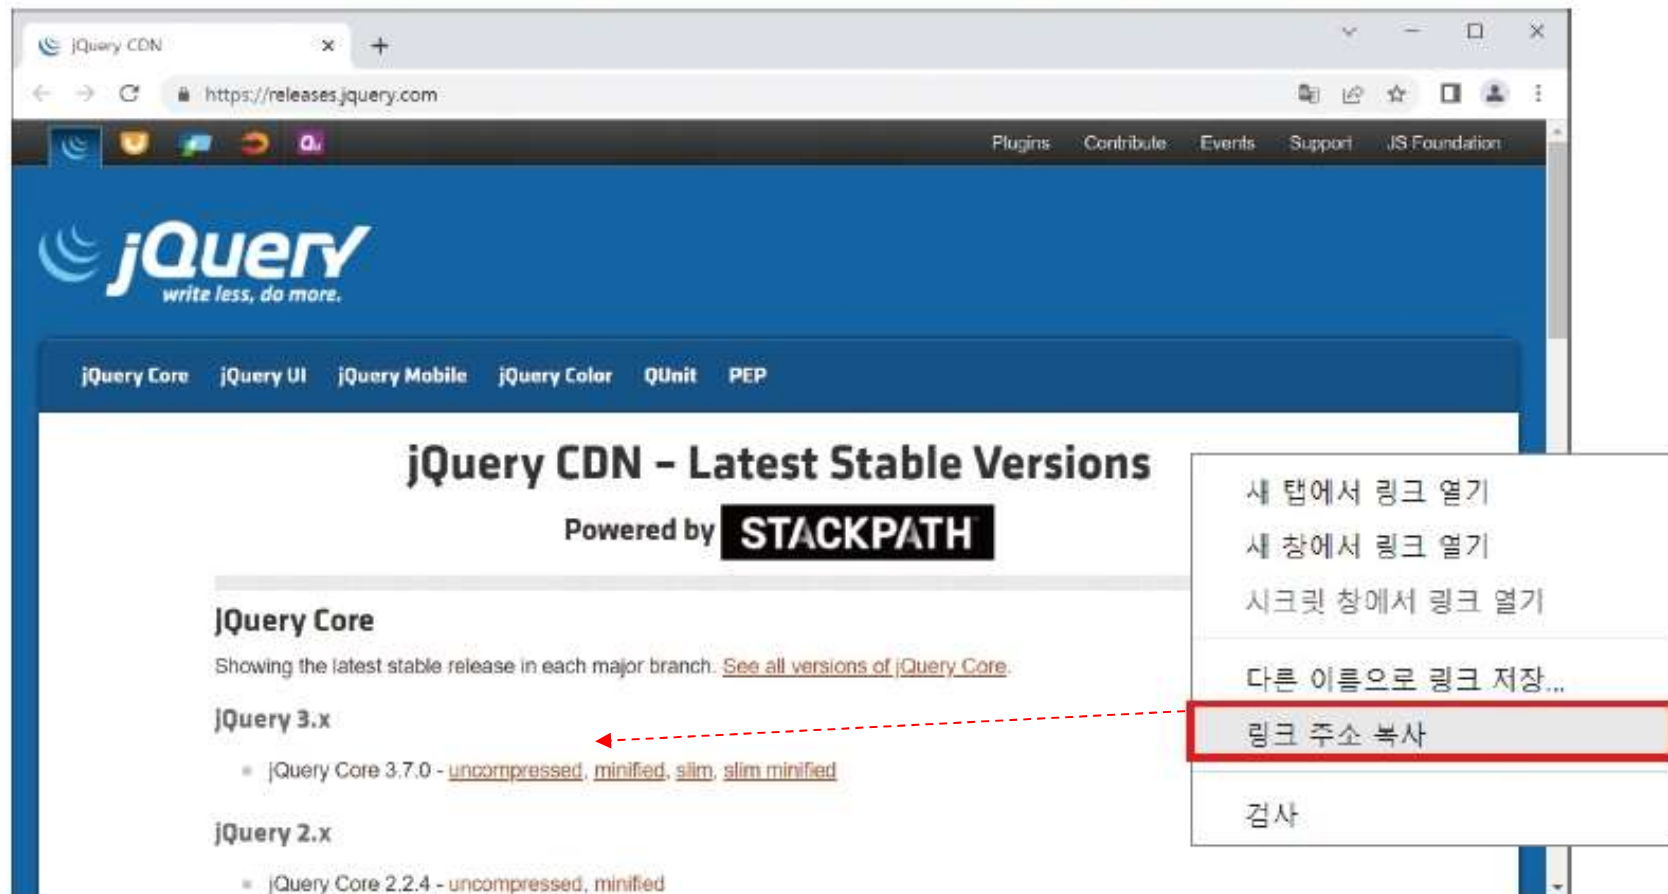 jQuery CDN
https://releases.jquery.com
Plugins Contribute Events Support JS Foundation
jQuery
write less, do more.
jQuery Core jQuery UI jQuery Mobile jQuery Color QUnit PEP
jQuery CDN – Latest Stable Versions
Powered by STACKPATH
jQuery Core
Showing the latest stable release in each major branch. See all versions of jQuery Core.
jQuery 3.x
jQuery Core 3.7.0 - uncompressed, minified, slim, slim minified
jQuery 2.x
jQuery Core 2.2.4 - uncompressed, minified
새 탭에서 링크 열기
새 창에서 링크 열기
시크릿 창에서 링크 열기
다른 이름으로 링크 저장...
링크 주소 복사
검사